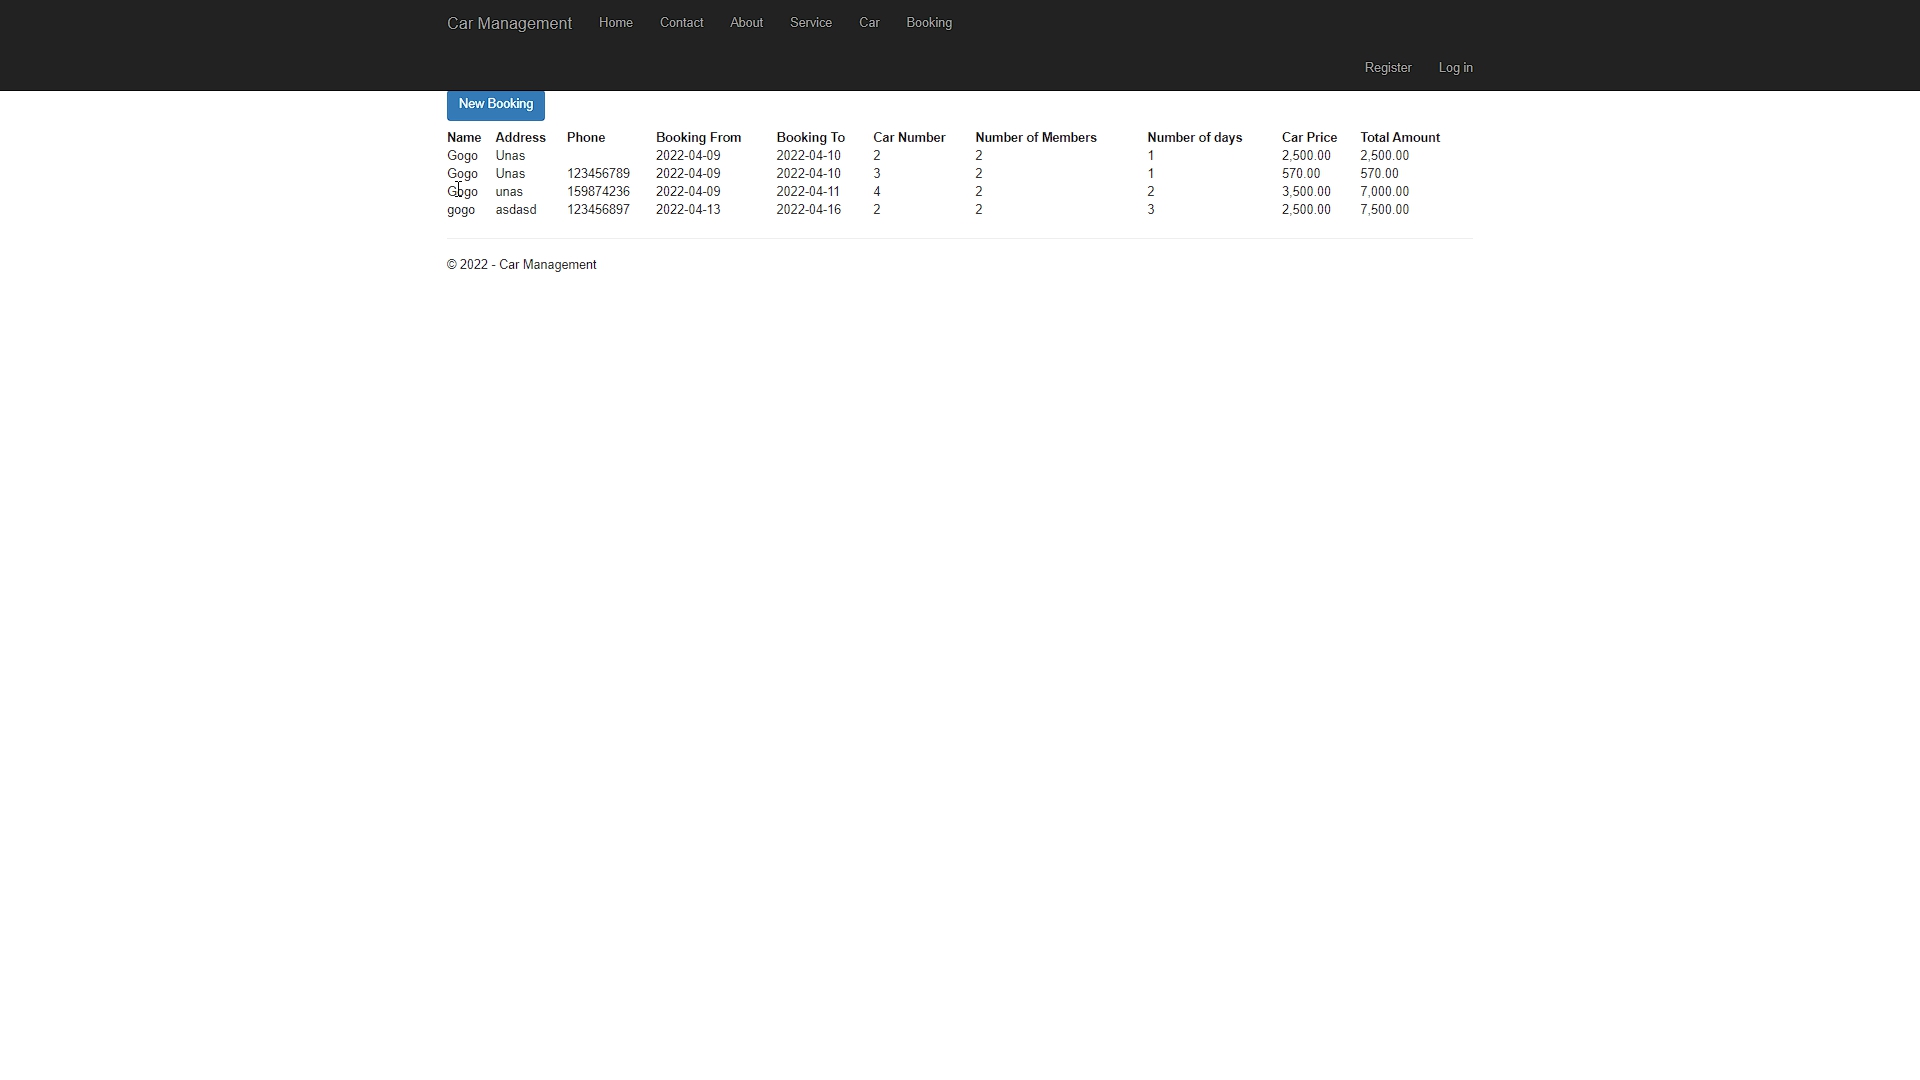 Car Management Home Contact About Service Car Booking
Register Log in
New Booking
Name Address Phone Booking From Booking To Car Number Number of Members Number of days Car Price Total Amount
Gogo Unas 2022-04-09 2022-04-10 2 2 1 2,500.00 2,500.00
Gogo Unas 123456789 2022-04-09 2022-04-10 3 2 1 570.00 570.00
Gogo unas 159874236 2022-04-09 2022-04-11 4 2 2 3,500.00 7,000.00
gogo asdasd 123456897 2022-04-13 2022-04-16 2 2 3 2,500.00 7,500.00
© 2022 - Car Management